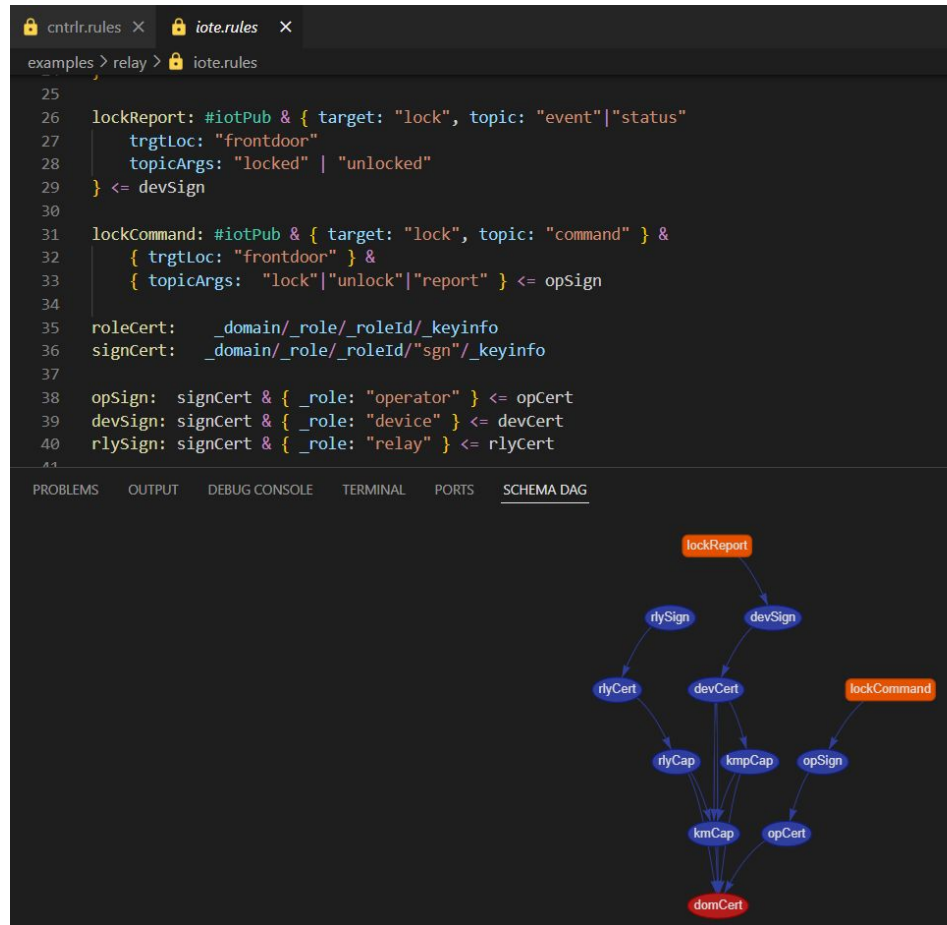 cntrlr.rules × iote.rules ×
examples > relay > iote.rules
25
26 lockReport: #iotPub & { target: "lock", topic: "event"|"status"
27 trgtLoc: "frontdoor"
28 topicArgs: "locked" | "unlocked"
29 } <= devSign
30
31 lockCommand: #iotPub & { target: "lock", topic: "command" } &
32 { trgtLoc: "frontdoor" } &
33 { topicArgs: "lock"|"unlock"|"report" } <= opSign
34
35 roleCert: _domain/_role/_roleId/_keyinfo
36 signCert: _domain/_role/_roleId/"sgn"/_keyinfo
37
38 opSign: signCert & { _role: "operator" } <= opCert
39 devSign: signCert & { _role: "device" } <= devCert
40 rlySign: signCert & { _role: "relay" } <= rlyCert
41
PROBLEMS OUTPUT DEBUG CONSOLE TERMINAL PORTS SCHEMA DAG
lockReport
rlySign devSign
rlyCert devCert lockCommand
rlyCap kmpCap opSign
kmCap opCert
domCert